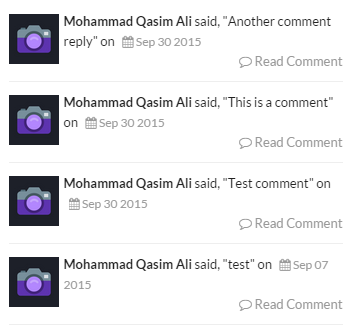 Mohammad Qasim Ali said, "Another comment
reply" on Sep 30 2015
Read Comment
Mohammad Qasim Ali said, "This is a comment"
on Sep 30 2015
Read Comment
Mohammad Qasim Ali said, "Test comment" on
Sep 30 2015
Read Comment
Mohammad Qasim Ali said, "test" on Sep 07
2015
Read Comment